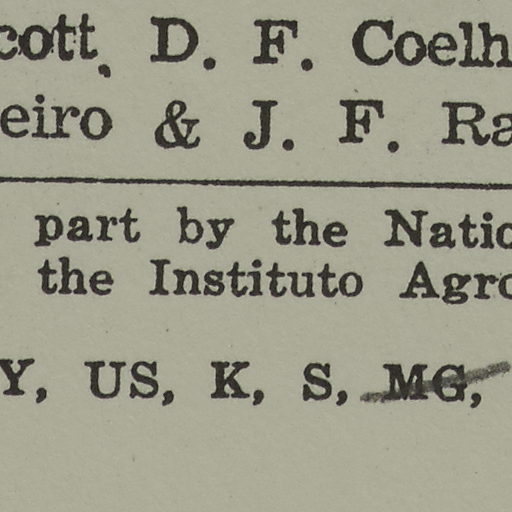 cott, D. F. Coelh
eiro & J. F. Ra
part by the Natio
the Instituto Agro
Y, US, K, S, MG,